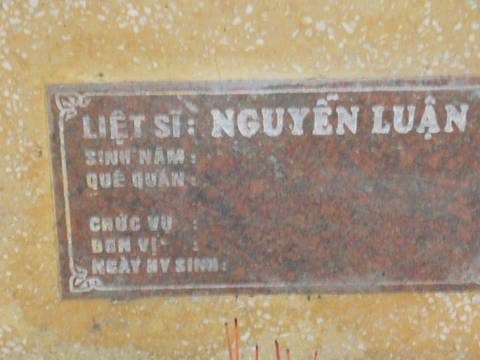 LIỆT SĨ: NGUYỄN LUẬN
SINH NĂM :
QUÊ QUÁN :
CHỨC VỤ :
ĐƠN VỊ :
NGÀY HY SINH :